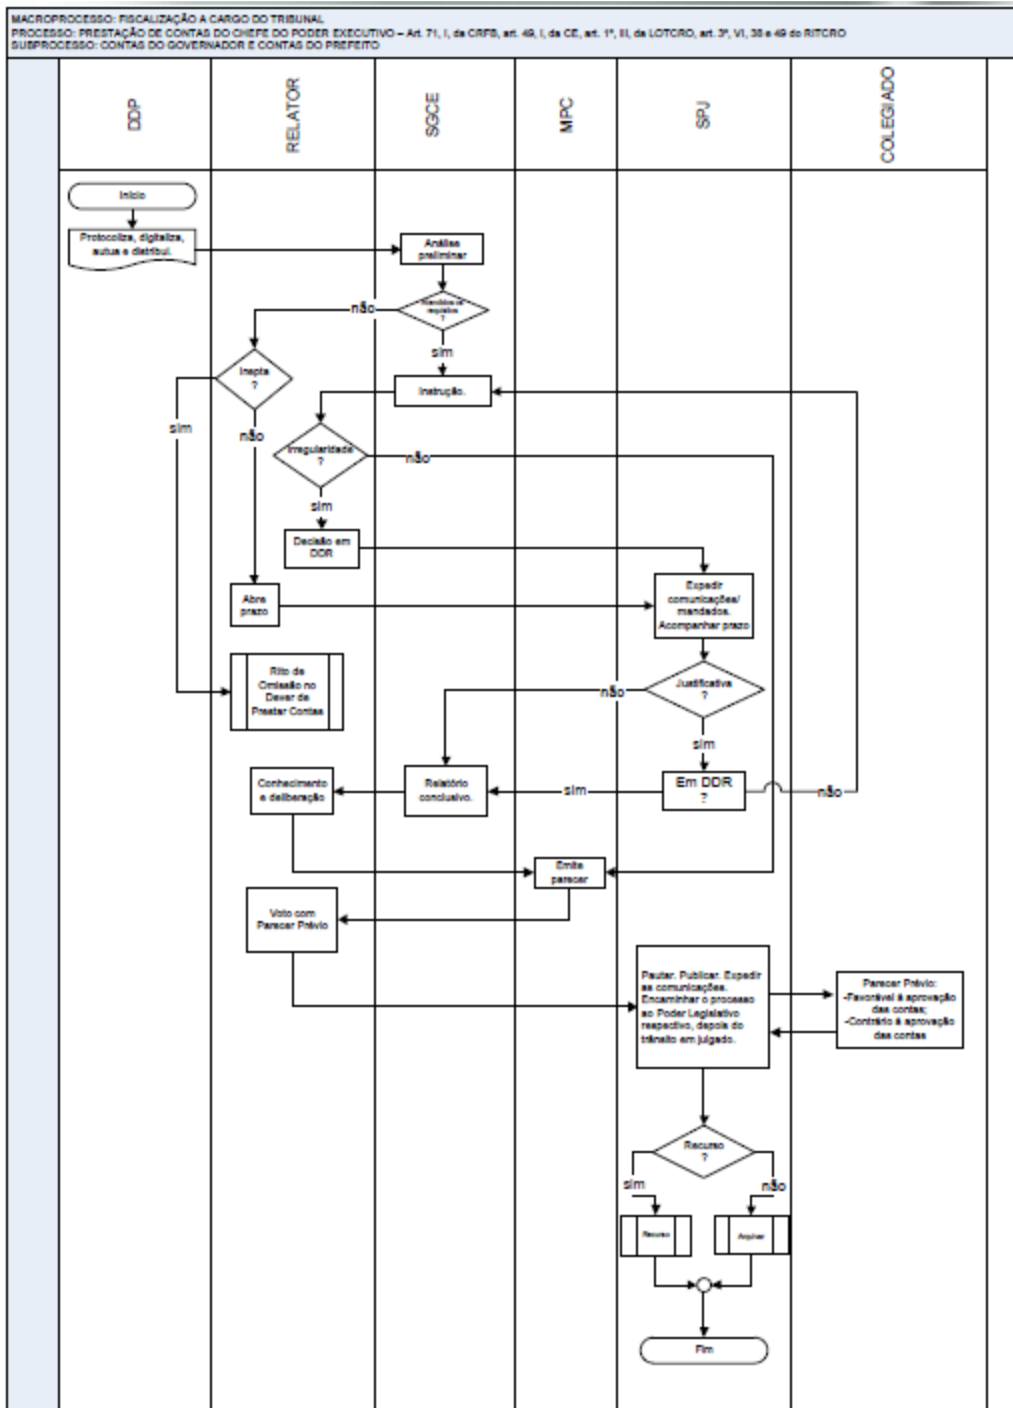 MACROPROCESSO: FISCALIZAÇÃO A CARGO DO TRIBUNAL
PROCESSO: PRESTAÇÃO DE CONTAS DO CHEFE DO PODER EXECUTIVO – Art. 71, I, da CRFB, art. 49, I, da CE, art. 1º, III, da LOTCRO, art. 3º, VI, 38 e 49 do RITCRO
SUBPROCESSO: CONTAS DO GOVERNADOR E CONTAS DO PREFEITO
DDP
RELATOR
SGCE
MPC
SPJ
COLEGIADO
Início
Protocoliza, digitaliza,
autua e distribui.
Análise
preliminar
Atendidos os
requisitos
?
não
sim
Inepta
?
Instrução.
sim
não
Irregularidade
?
não
sim
Decisão em
DDR
Abre
prazo
Expedir
comunicações/
mandados.
Acompanhar prazo
Rito de
Omissão no
Dever de
Prestar Contas
Justificativa
?
não
sim
Conhecimento
e deliberação
Relatório
conclusivo.
sim
Em DDR
?
não
Emite
parecer
Voto com
Parecer Prévio
Pautar. Publicar. Expedir
as comunicações.
Encaminhar o processo
ao Poder Legislativo
respectivo, depois do
trânsito em julgado.
Parecer Prévio:
-Favorável à aprovação
das contas;
-Contrário à aprovação
das contas
Recurso
?
sim
não
Recurso
Arquivar
Fim